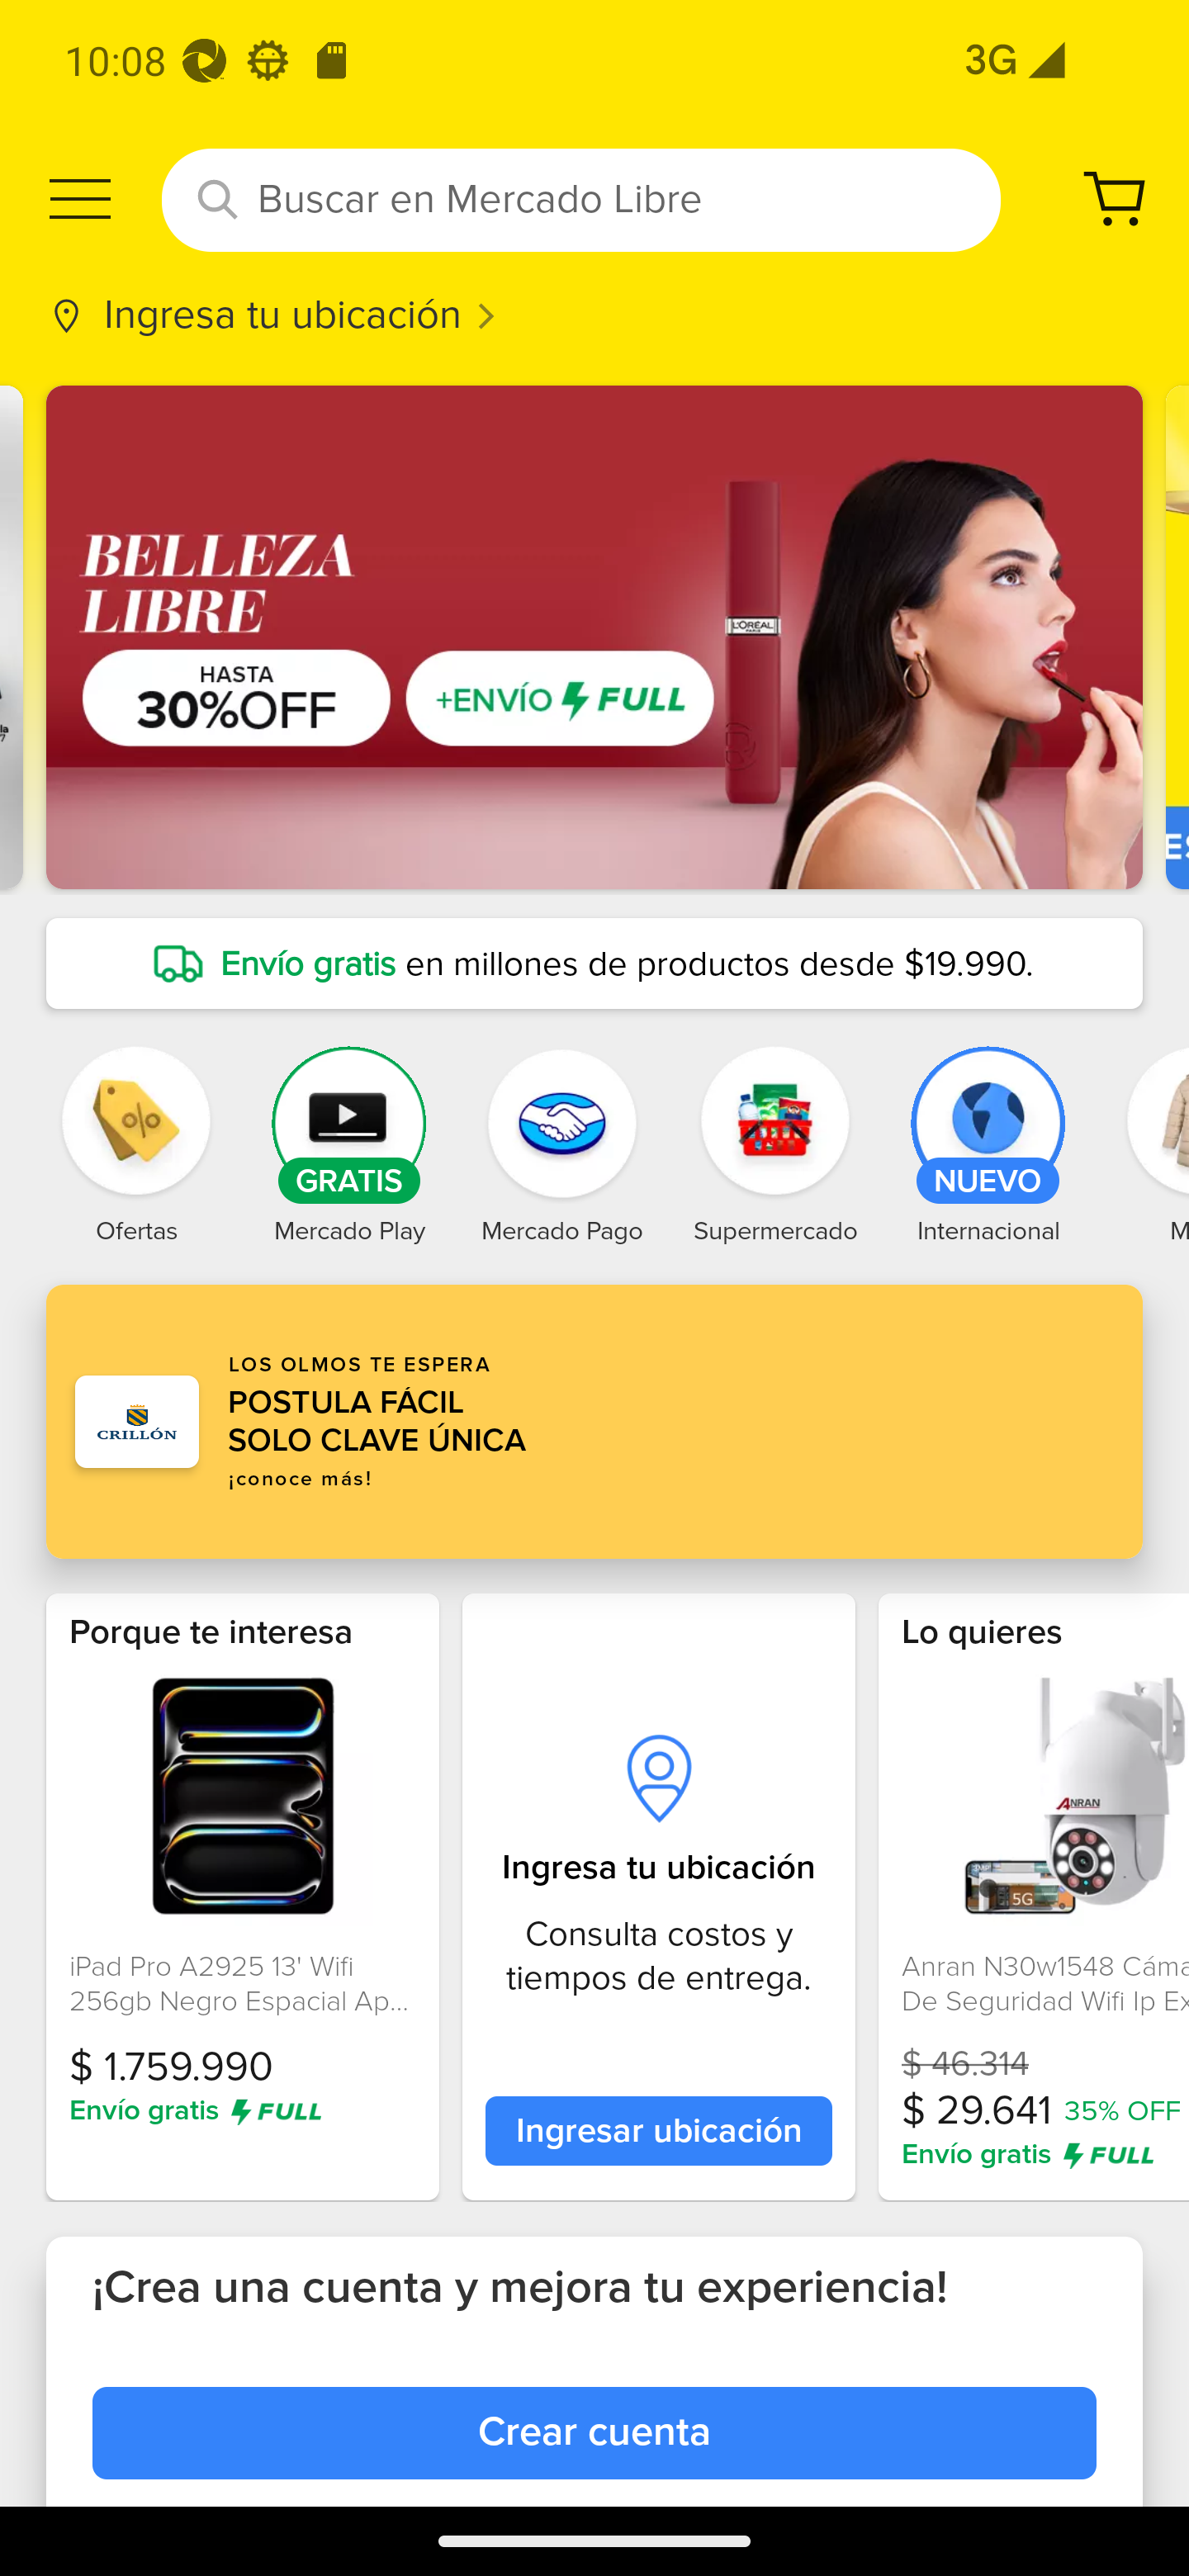 10:08
3G
Buscar en Mercado Libre
Ingresa tu ubicación
BELLEZA
LIBRE
HASTA
30%OFF
+ENVÍO FULL
L'ORÉAL
PARIS
Envío gratis en millones de productos desde $19.990.
GRATIS
NUEVO
Ofertas
Mercado Play
Mercado Pago
Supermercado
Internacional
M
CRILLÓN
LOS OLMOS TE ESPERA
POSTULA FÁCIL
SOLO CLAVE ÚNICA
¡conoce más!
Porque te interesa
iPad Pro A2925 13' Wifi
256gb Negro Espacial Ap...
$ 1.759.990
Envío gratis FULL
Ingresa tu ubicación
Consulta costos y
tiempos de entrega.
Ingresar ubicación
Lo quieres
ANRAN
5G
Anran N30w1548 Cáma
De Seguridad Wifi Ip Ex
$ 46.314
$ 29.641 35% OFF
Envío gratis FULL
¡Crea una cuenta y mejora tu experiencia!
Crear cuenta